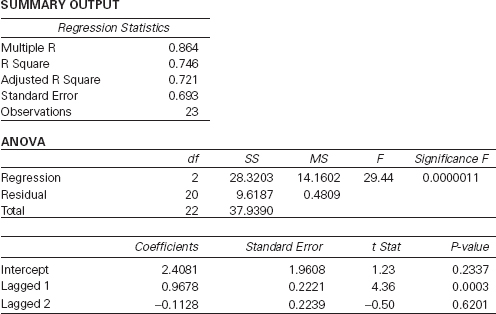 SUMMARY OUTPUT
Regression Statistics
Multiple R 0.864
R Square 0.746
Adjusted R Square 0.721
Standard Error 0.693
Observations 23
ANOVA
df SS MS F Significance F
Regression 2 28.3203 14.1602 29.44 0.0000011
Residual 20 9.6187 0.4809
Total 22 37.9390
Coefficients Standard Error t Stat P-value
Intercept 2.4081 1.9608 1.23 0.2337
Lagged 1 0.9678 0.2221 4.36 0.0003
Lagged 2 −0.1128 0.2239 −0.50 0.6201